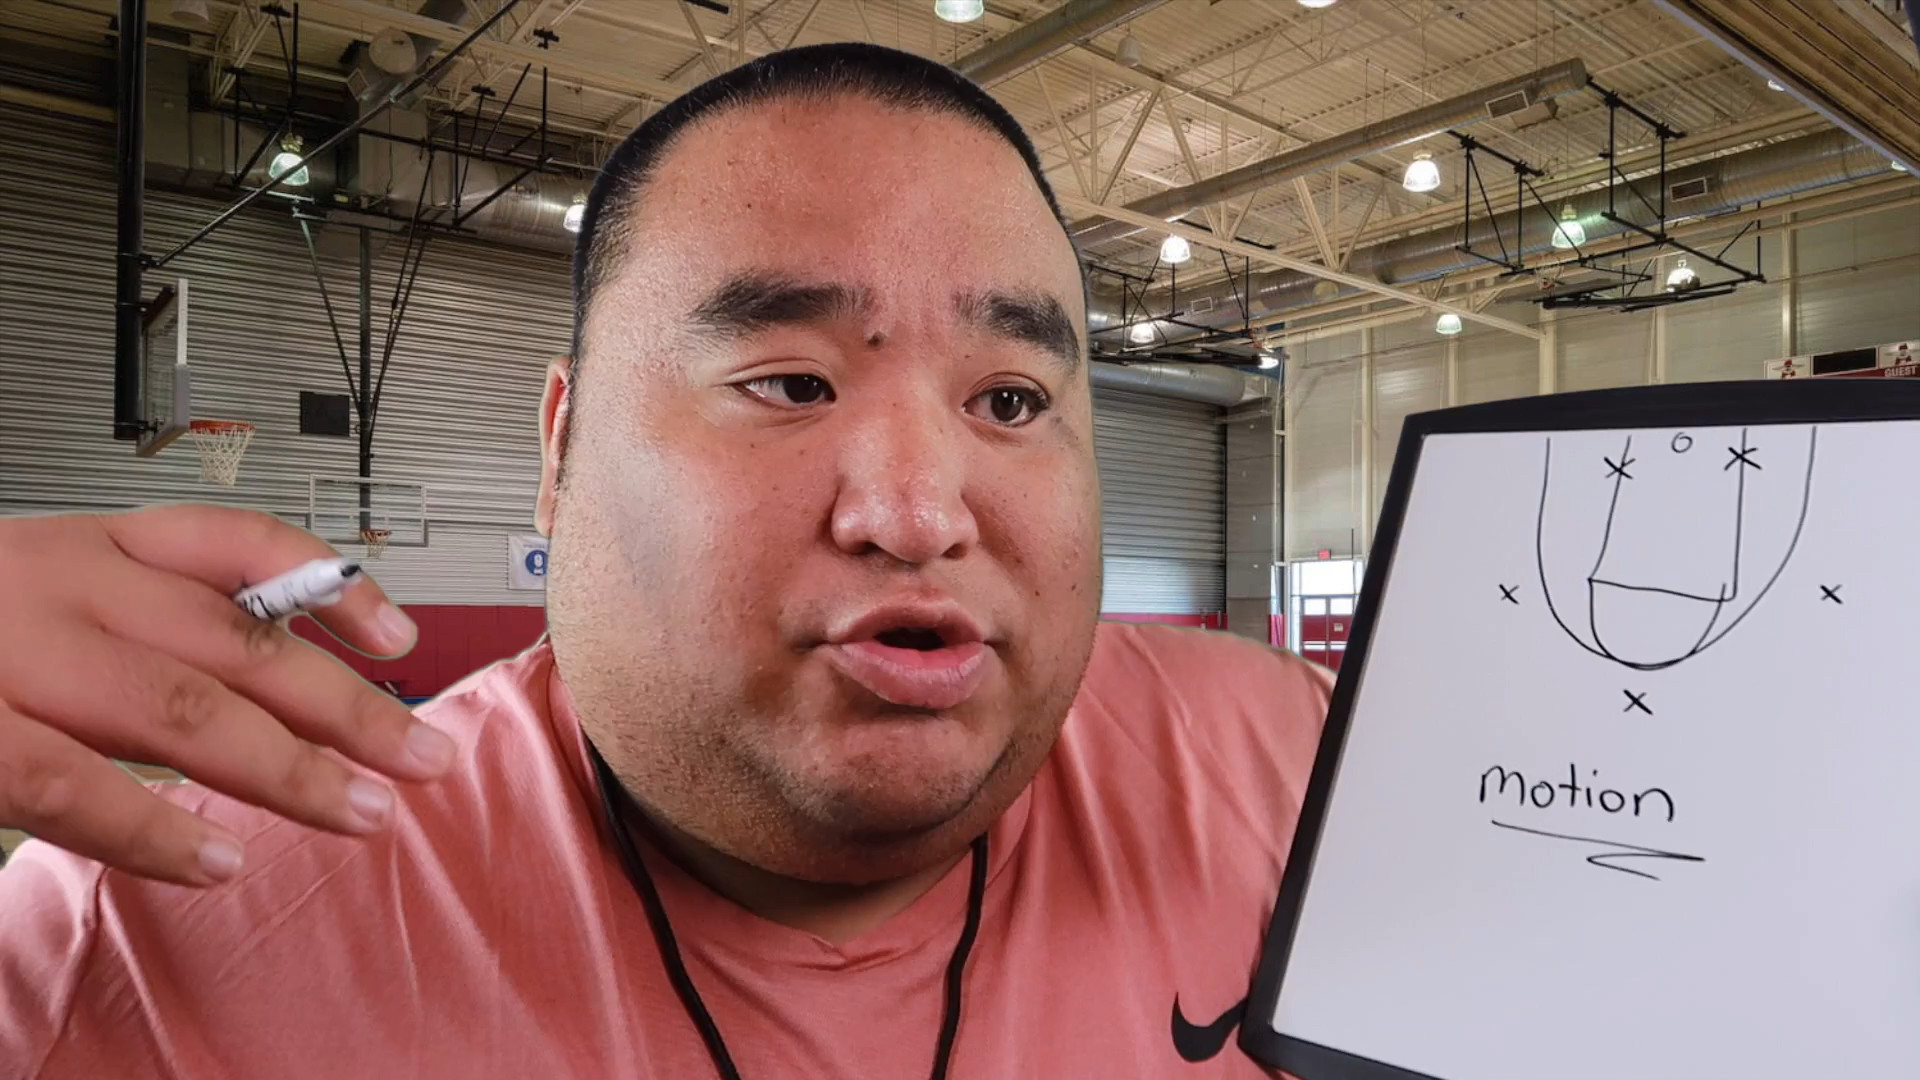 GUEST
x o x
x x
x
motion